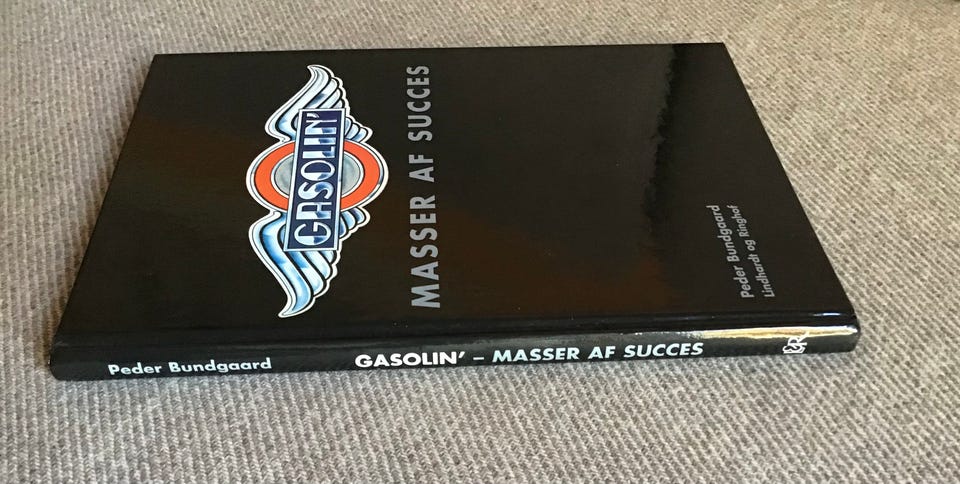 GASOLIN'
MASSER AF SUCCES
Peder Bundgaard
Lindhardt og Ringhof
Peder Bundgaard
GASOLIN' – MASSER AF SUCCES
L&R